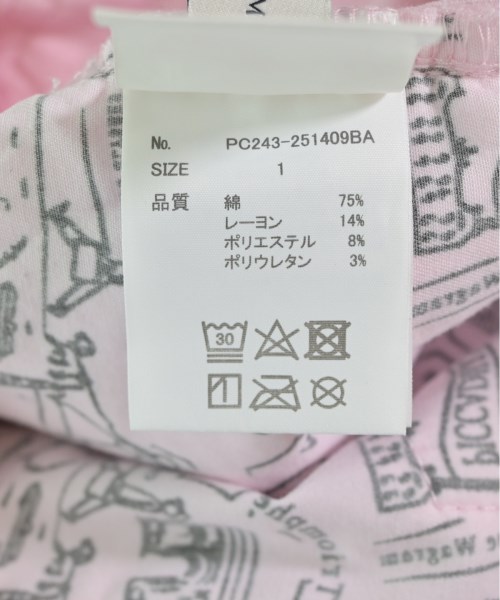 No. PC243-251409BA
SIZE 1
品質 綿 75%
レーヨン 14%
ポリエステル 8%
ポリウレタン 3%
30